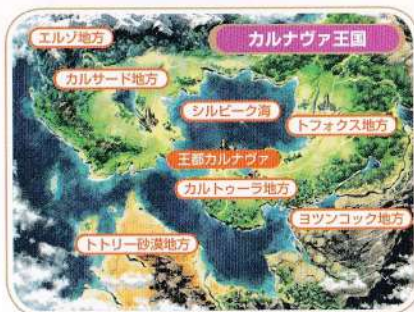 カルナヴァ王国
エルゾ地方
カルサード地方
シルビーク海
トフォクス地方
王都カルナヴァ
カルトゥーラ地方
ヨツンコック地方
トトリー砂漠地方